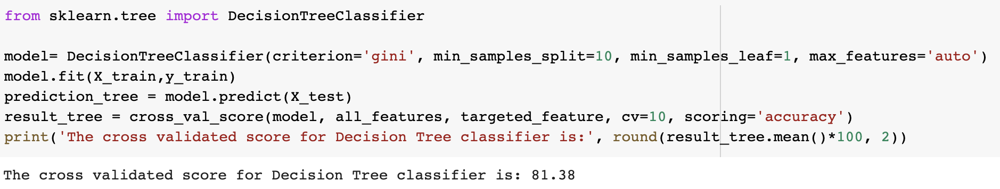 from sklearn.tree import DecisionTreeClassifier
model= DecisionTreeClassifier(criterion='gini', min_samples_split=10, min_samples_leaf=1, max_features='auto')
model.fit(X_train,y_train)
prediction_tree = model.predict(X_test)
result_tree = cross_val_score(model, all_features, targeted_feature, cv=10, scoring='accuracy')
print('The cross validated score for Decision Tree classifier is:', round(result_tree.mean()*100, 2))
The cross validated score for Decision Tree classifier is: 81.38